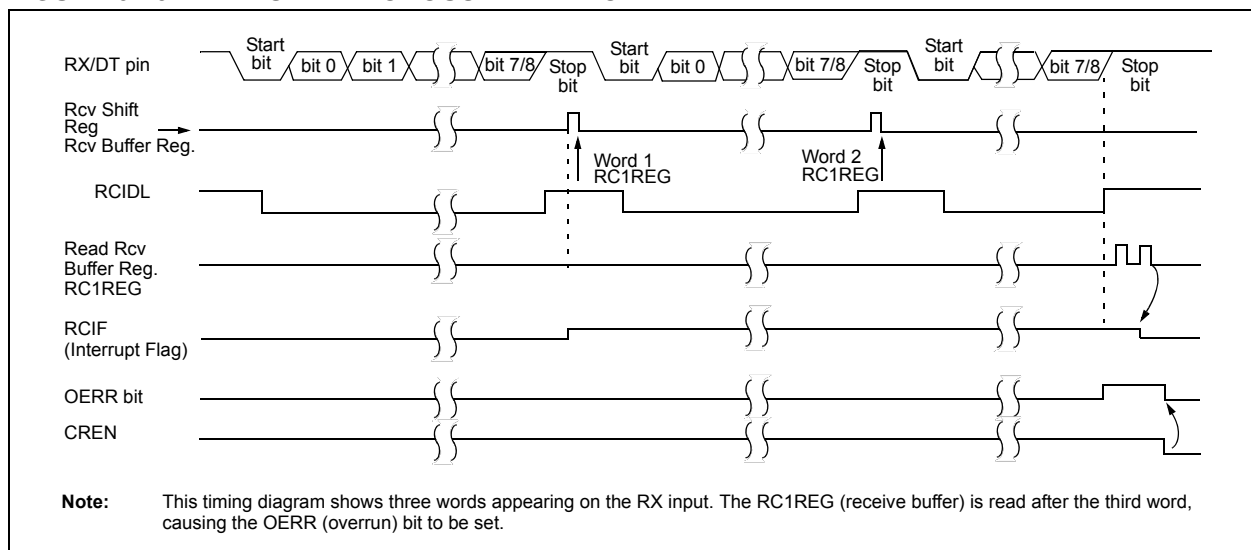 Start bit bit 0 bit 1 bit 7/8 Stop bit Start bit bit 0 bit 7/8 Stop bit Start bit bit 7/8 Stop bit
RX/DT pin
Rcv Shift
Reg
Rcv Buffer Reg.
Word 1
RC1REG
Word 2
RC1REG
RCIDL
Read Rcv
Buffer Reg.
RC1REG
RCIF
(Interrupt Flag)
OERR bit
CREN
Note: This timing diagram shows three words appearing on the RX input. The RC1REG (receive buffer) is read after the third word,
causing the OERR (overrun) bit to be set.